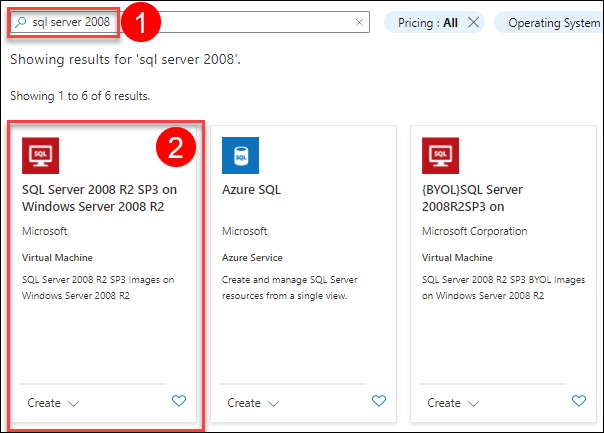 sql server 2008
1
Pricing : All
Operating System
Showing results for 'sql server 2008'.
Showing 1 to 6 of 6 results.
2
SQL
SQL Server 2008 R2 SP3 on
Windows Server 2008 R2
Microsoft
Virtual Machine
SQL Server 2008 R2 SP3 Images on
Windows Server 2008 R2
Create
SQL
Azure SQL
Microsoft
Azure Service
Create and manage SQL Server
resources from a single view.
Create
SQL
{BYOL}SQL Server
2008R2SP3 on
Microsoft Corporation
Virtual Machine
SQL Server 2008 R2 SP3 BYOL Images
on Windows Server 2008 R2
Create